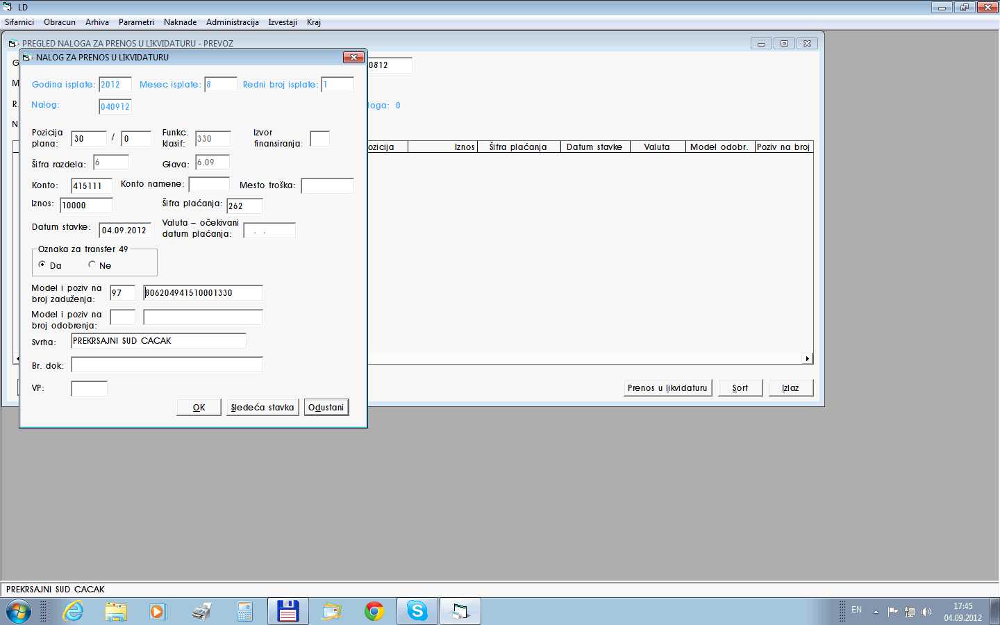 LD
Sifarnici Obracun Arhiva Parametri Naknade Administracija Izvestaji Kraj
PREGLED NALOGA ZA PRENOS U LIKVIDATURU - PREVOZ
NALOG ZA PRENOS U LIKVIDATURU
G
0812
Godina isplate: 2012 Mesec isplate: 8 Redni broj isplate: 1
M
Nalog: 040912
R.
loga: 0
N
Pozicija plana: 30 / 0 Funkc. klasif: 330 Izvor finansiranja:
ozicija Iznos Šifra plaćanja Datum stavke Valuta Model odobr. Poziv na broj
Šifra razdela: 6 Glava: 6.09
Konto: 415111 Konto namene: Mesto troška:
Iznos: 10000 Šifra plaćanja: 262
Datum stavke: 04.09.2012 Valuta – očekivani datum plaćanja: . .
Oznaka za transfer 49
Da Ne
Model i poziv na broj zaduženja: 97 806204941510001330
Model i poziv na broj odobrenja:
Svrha: PREKRSAJNI SUD CACAK
Br. dok:
VP:
Prenos u likvidaturu Sort Izlaz
OK Sledeća stavka Odustani
PREKRSAJNI SUD CACAK
EN 17:45
04.09.2012